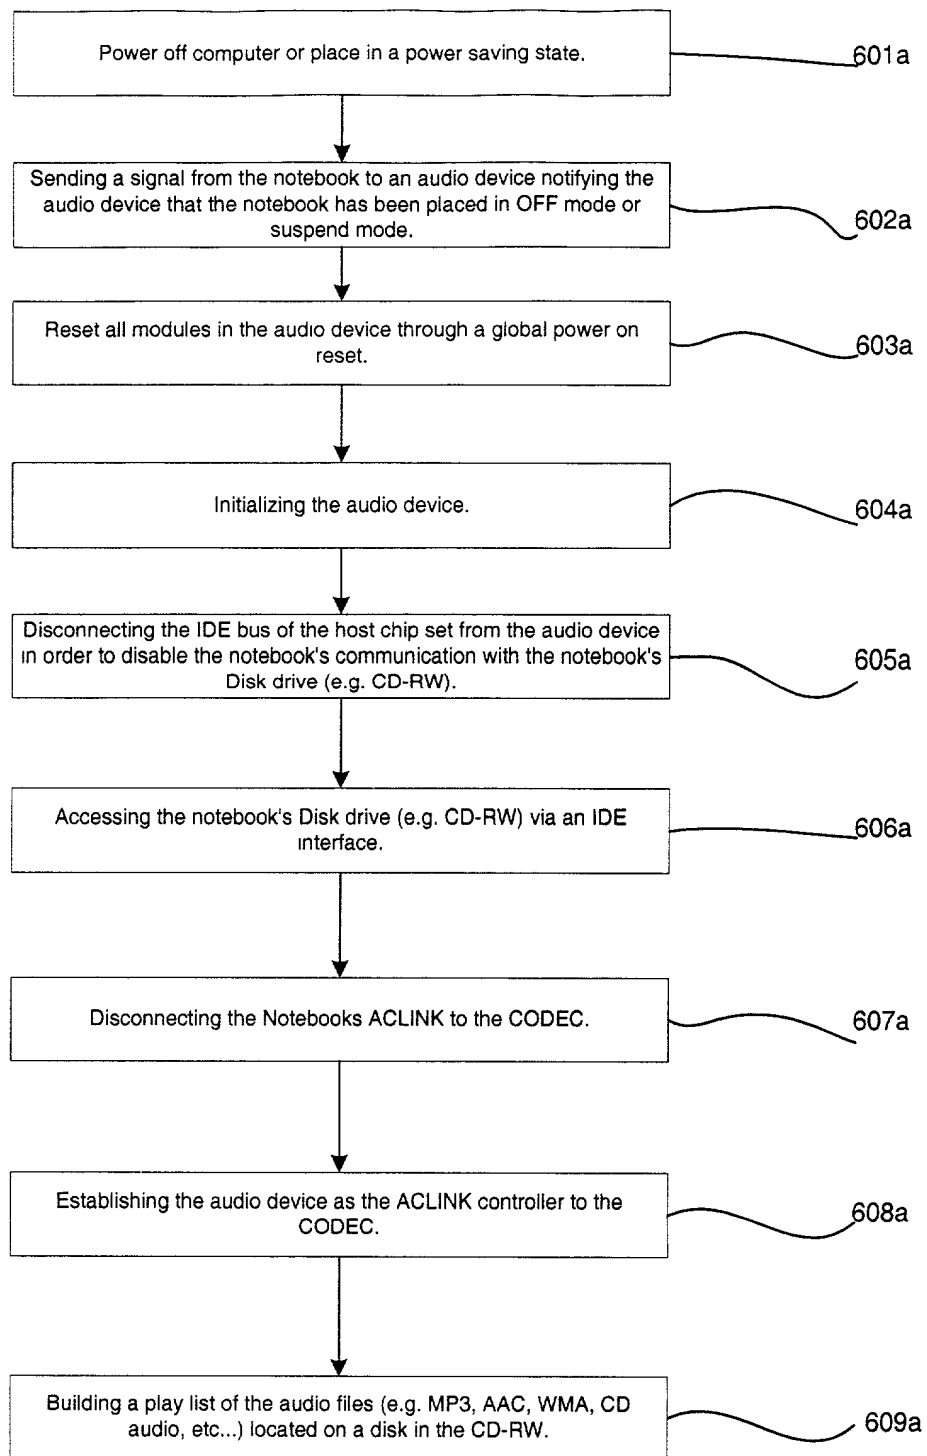 Power off computer or place in a power saving state.
601a
Sending a signal from the notebook to an audio device notifying the
audio device that the notebook has been placed in OFF mode or
suspend mode.
602a
Reset all modules in the audio device through a global power on
reset.
603a
Initializing the audio device.
604a
Disconnecting the IDE bus of the host chip set from the audio device
in order to disable the notebook's communication with the notebook's
Disk drive (e.g. CD-RW).
605a
Accessing the notebook's Disk drive (e.g. CD-RW) via an IDE
interface.
606a
Disconnecting the Notebooks ACLINK to the CODEC.
607a
Establishing the audio device as the ACLINK controller to the
CODEC.
608a
Building a play list of the audio files (e.g. MP3, AAC, WMA, CD
audio, etc...) located on a disk in the CD-RW.
609a